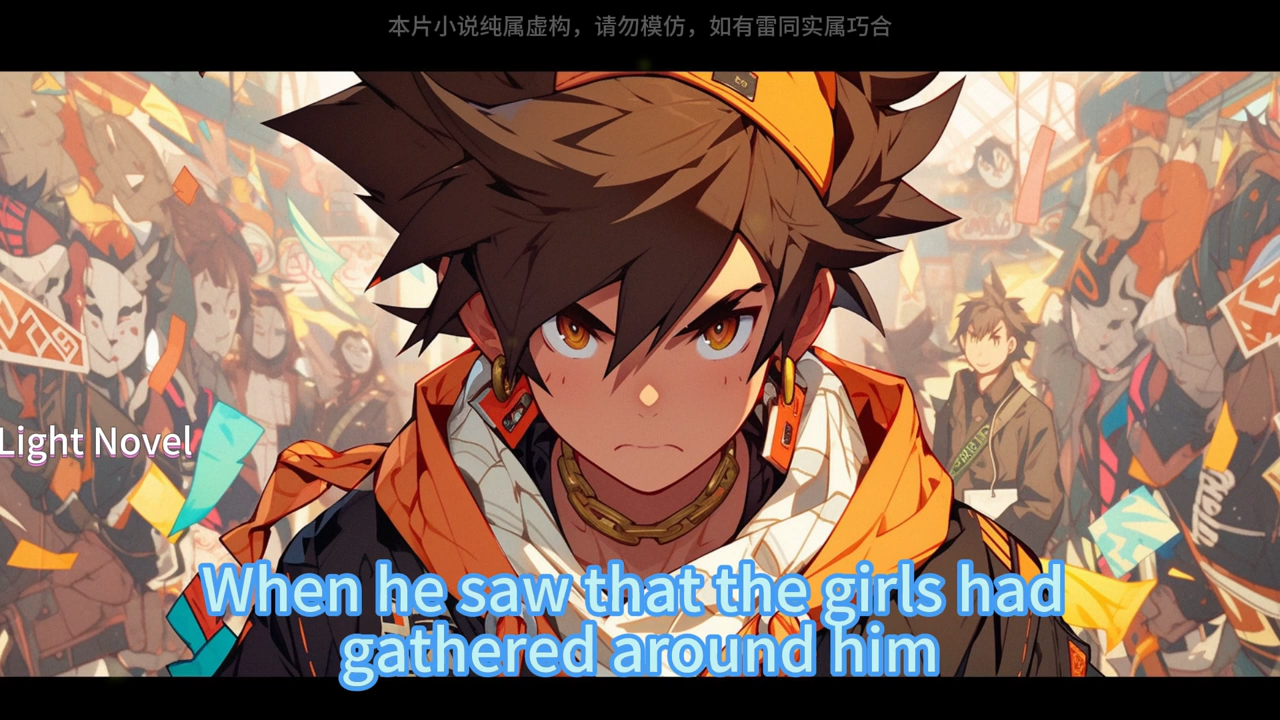 本片小说纯属虚构，请勿模仿，如有雷同实属巧合
Light Novel
When he saw that the girls had
gathered around him